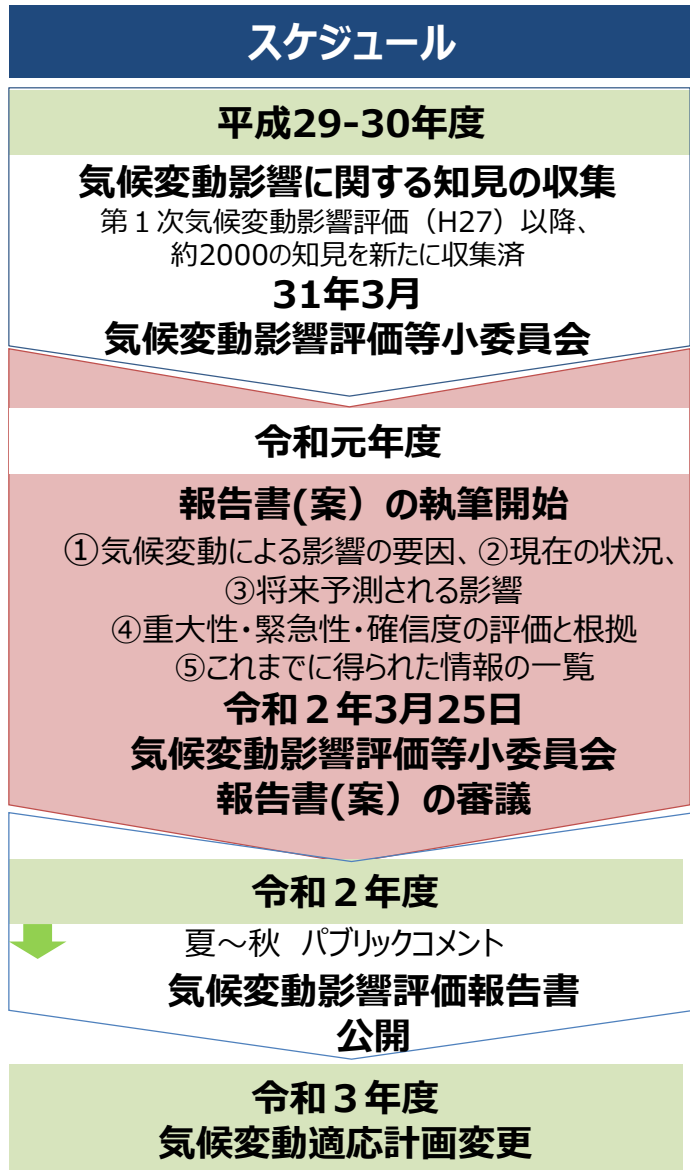 スケジュール
平成29-30年度
気候変動影響に関する知見の収集
第１次気候変動影響評価（H27）以降、
約2000の知見を新たに収集済
31年3月
気候変動影響評価等小委員会
令和元年度
報告書(案）の執筆開始
①気候変動による影響の要因、②現在の状況、
③将来予測される影響
④重大性・緊急性・確信度の評価と根拠
⑤これまでに得られた情報の一覧
令和２年3月25日
気候変動影響評価等小委員会
報告書(案）の審議
令和２年度
夏～秋 パブリックコメント
気候変動影響評価報告書
公開
令和３年度
気候変動適応計画変更